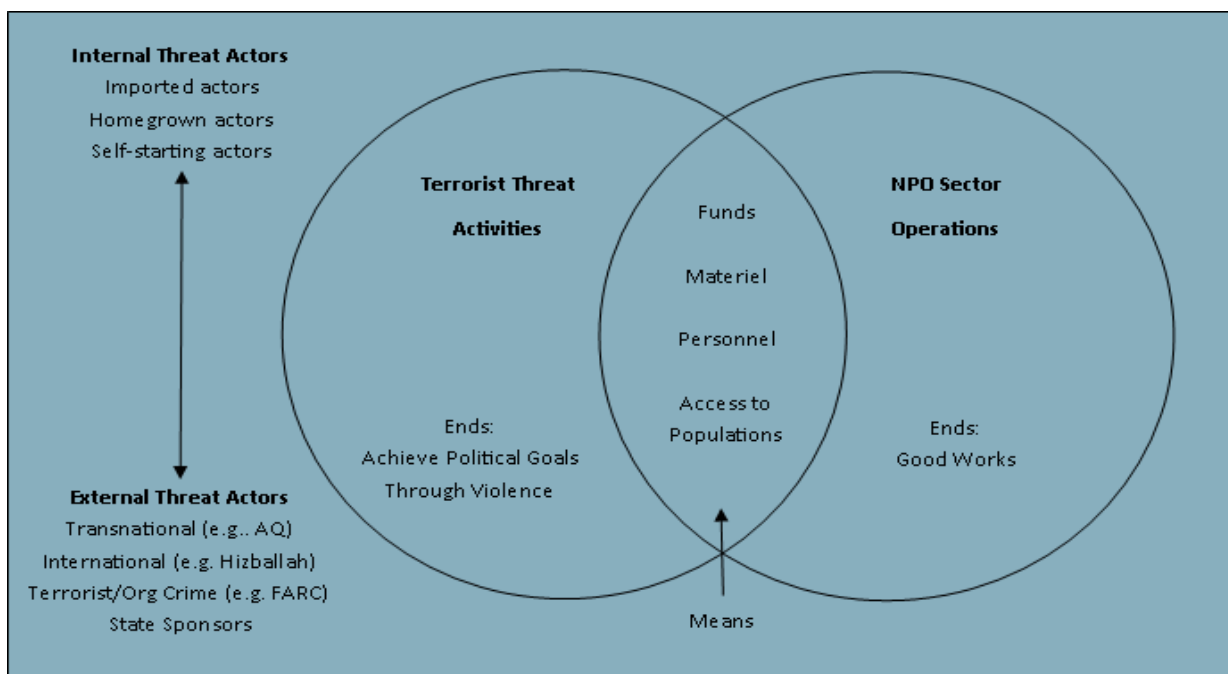 Internal Threat Actors
Imported actors
Homegrown actors
Self-starting actors
External Threat Actors
Transnational (e.g.. AQ)
International (e.g. Hizballah)
Terrorist/Org Crime (e.g. FARC)
State Sponsors
Terrorist Threat
Activities
Ends:
Achieve Political Goals
Through Violence
Funds
Materiel
Personnel
Access to
Populations
Means
NPO Sector
Operations
Ends:
Good Works